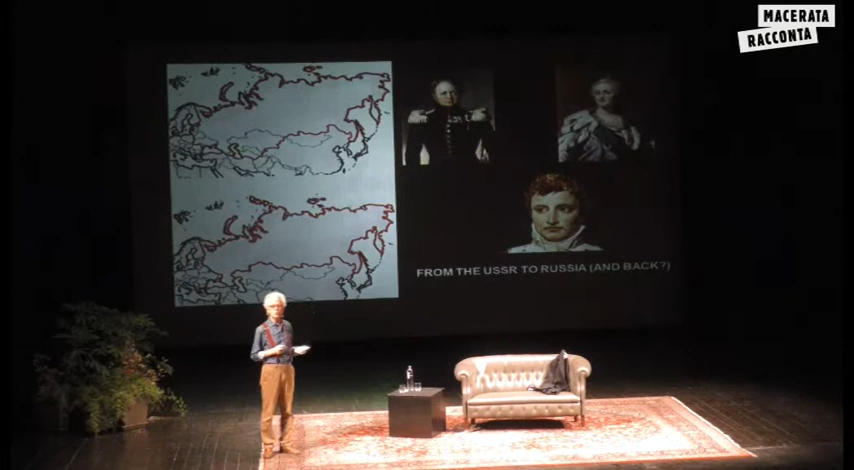 MACERATA
RACCONTA
FROM THE USSR TO RUSSIA (AND BACK?)